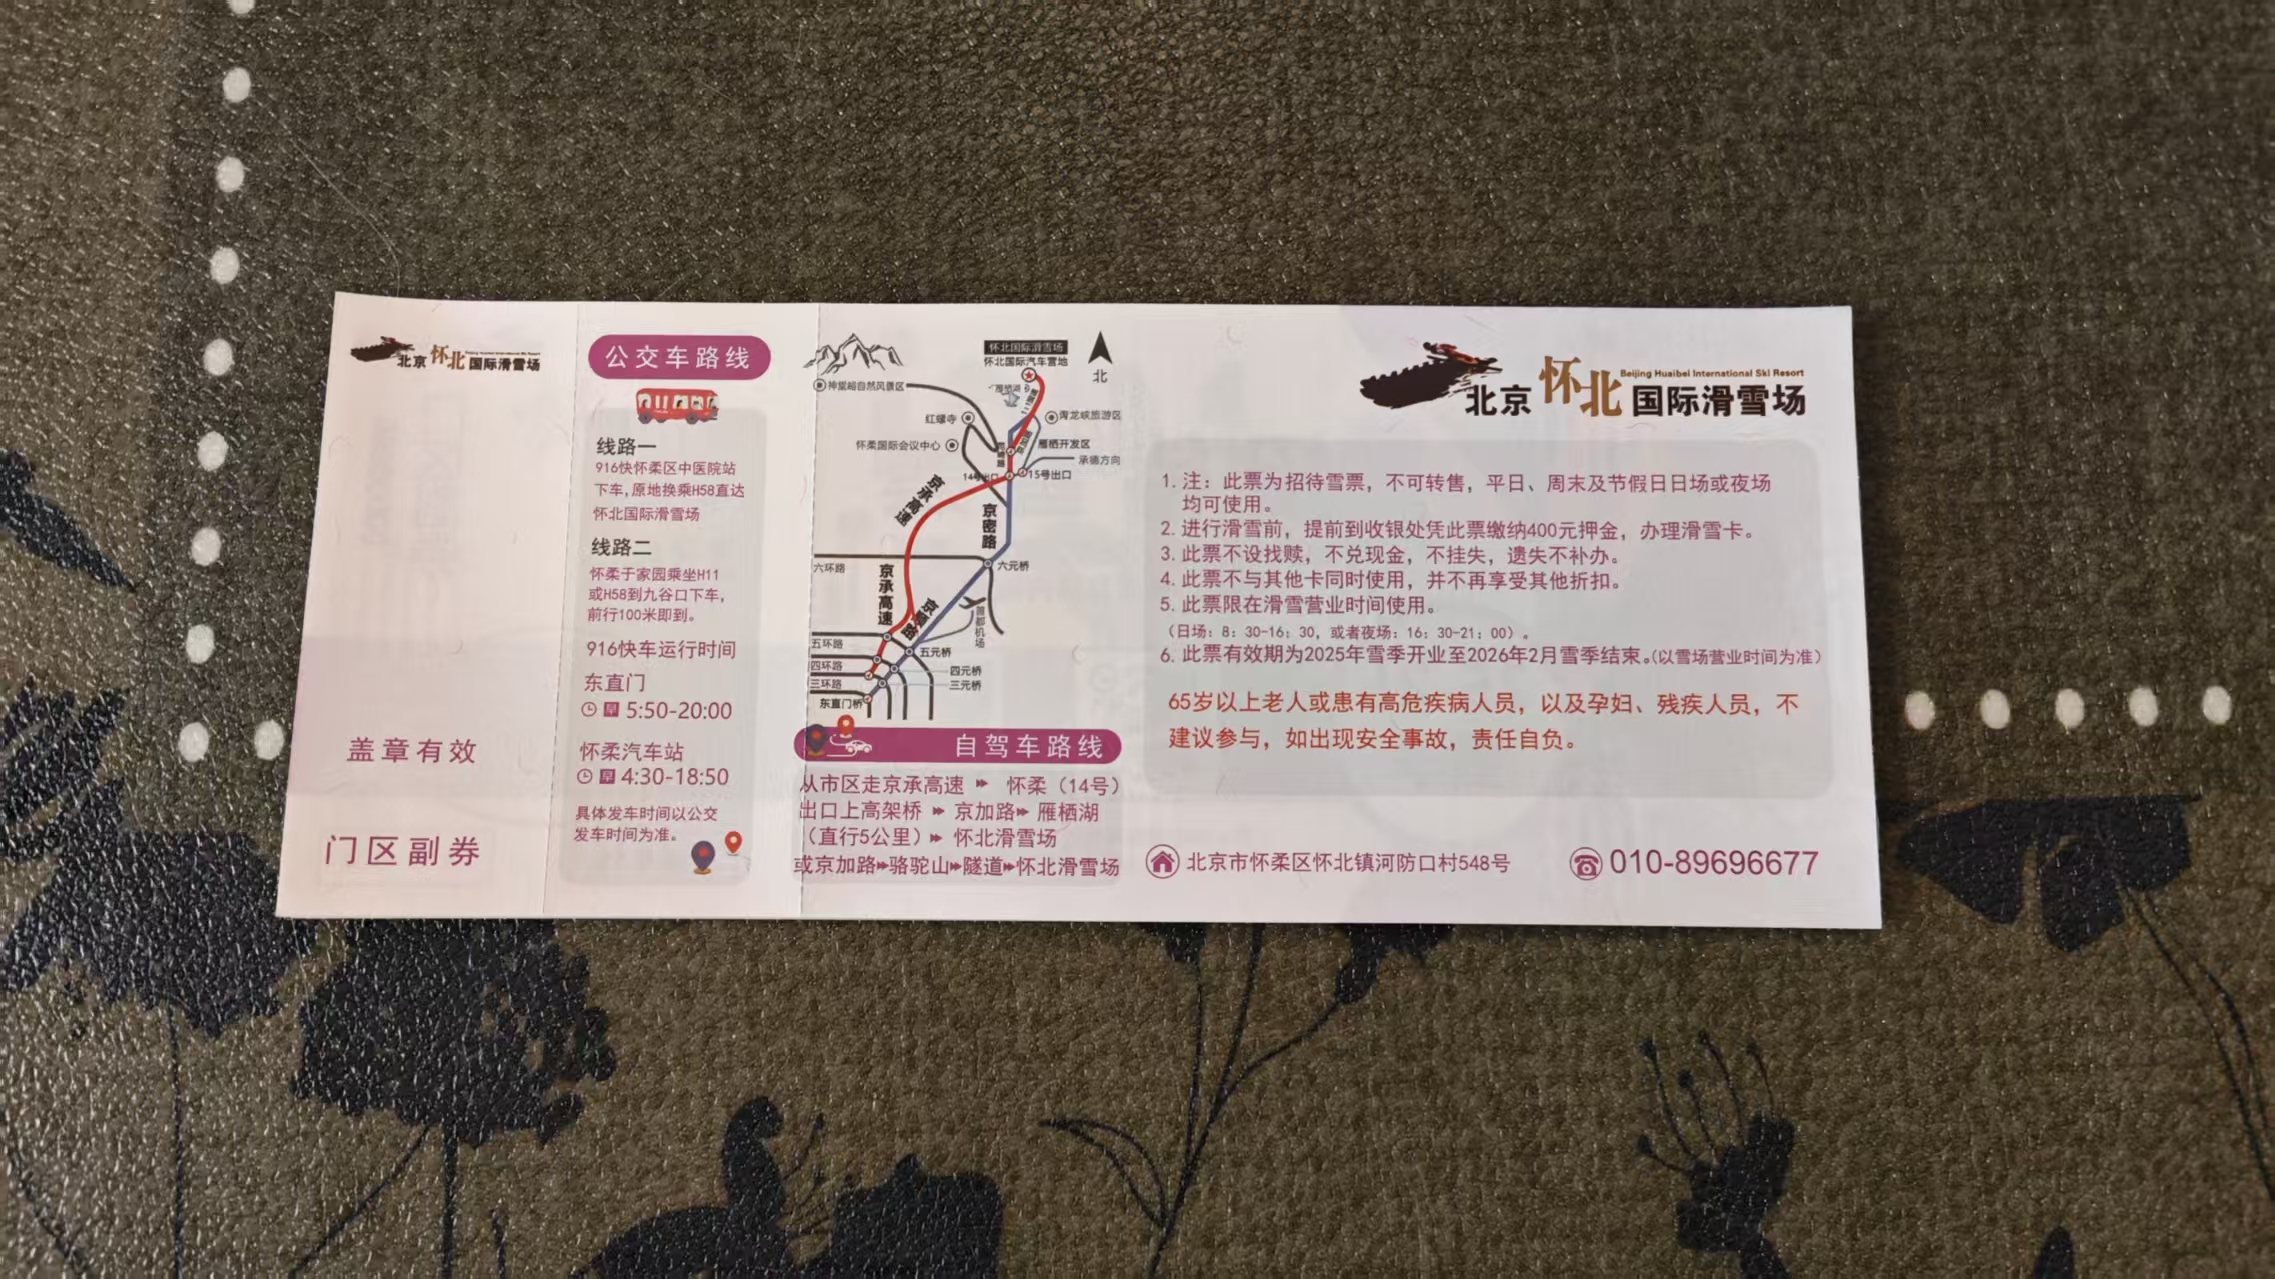 北京怀北国际滑雪场
Beijing Huaibei International Ski Resort
盖章有效
门区副券
公交车路线
线路一
916快怀柔区中医院站
下车，原地换乘H58直达
怀北国际滑雪场
线路二
怀柔于家园乘坐H11
或H58到九谷口下车，
前行100米即到。
916快车运行时间
东直门
早 5:50-20:00
怀柔汽车站
早 4:30-18:50
具体发车时间以公交
发车时间为准。
怀北国际滑雪场
怀北国际汽车营地
北
神堂峪自然风景区
雁栖湖
红螺寺
青龙峡旅游区
怀柔国际会议中心
雁栖开发区
承德方向
14号出口
15号出口
京承高速
京密路
六环路
六元桥
京承高速
京密路
首都机场
五环路
五元桥
四环路
四元桥
三环路
三元桥
东直门桥
自驾车路线
从市区走京承高速 怀柔（14号）
出口上高架桥 京加路 雁栖湖
（直行5公里） 怀北滑雪场
或京加路 骆驼山 隧道 怀北滑雪场
北京怀北国际滑雪场
Beijing Huaibei International Ski Resort
1. 注：此票为招待雪票，不可转售，平日、周末及节假日日场或夜场
均可使用。
2. 进行滑雪前，提前到收银处凭此票缴纳400元押金，办理滑雪卡。
3. 此票不设找赎，不兑现金，不挂失，遗失不补办。
4. 此票不与其他卡同时使用，并不再享受其他折扣。
5. 此票限在滑雪营业时间使用。
（日场：8：30-16：30，或者夜场：16：30-21：00）。
6. 此票有效期为2025年雪季开业至2026年2月雪季结束。（以雪场营业时间为准）
65岁以上老人或患有高危疾病人员，以及孕妇、残疾人员，不
建议参与，如出现安全事故，责任自负。
北京市怀柔区怀北镇河防口村548号
010-89696677